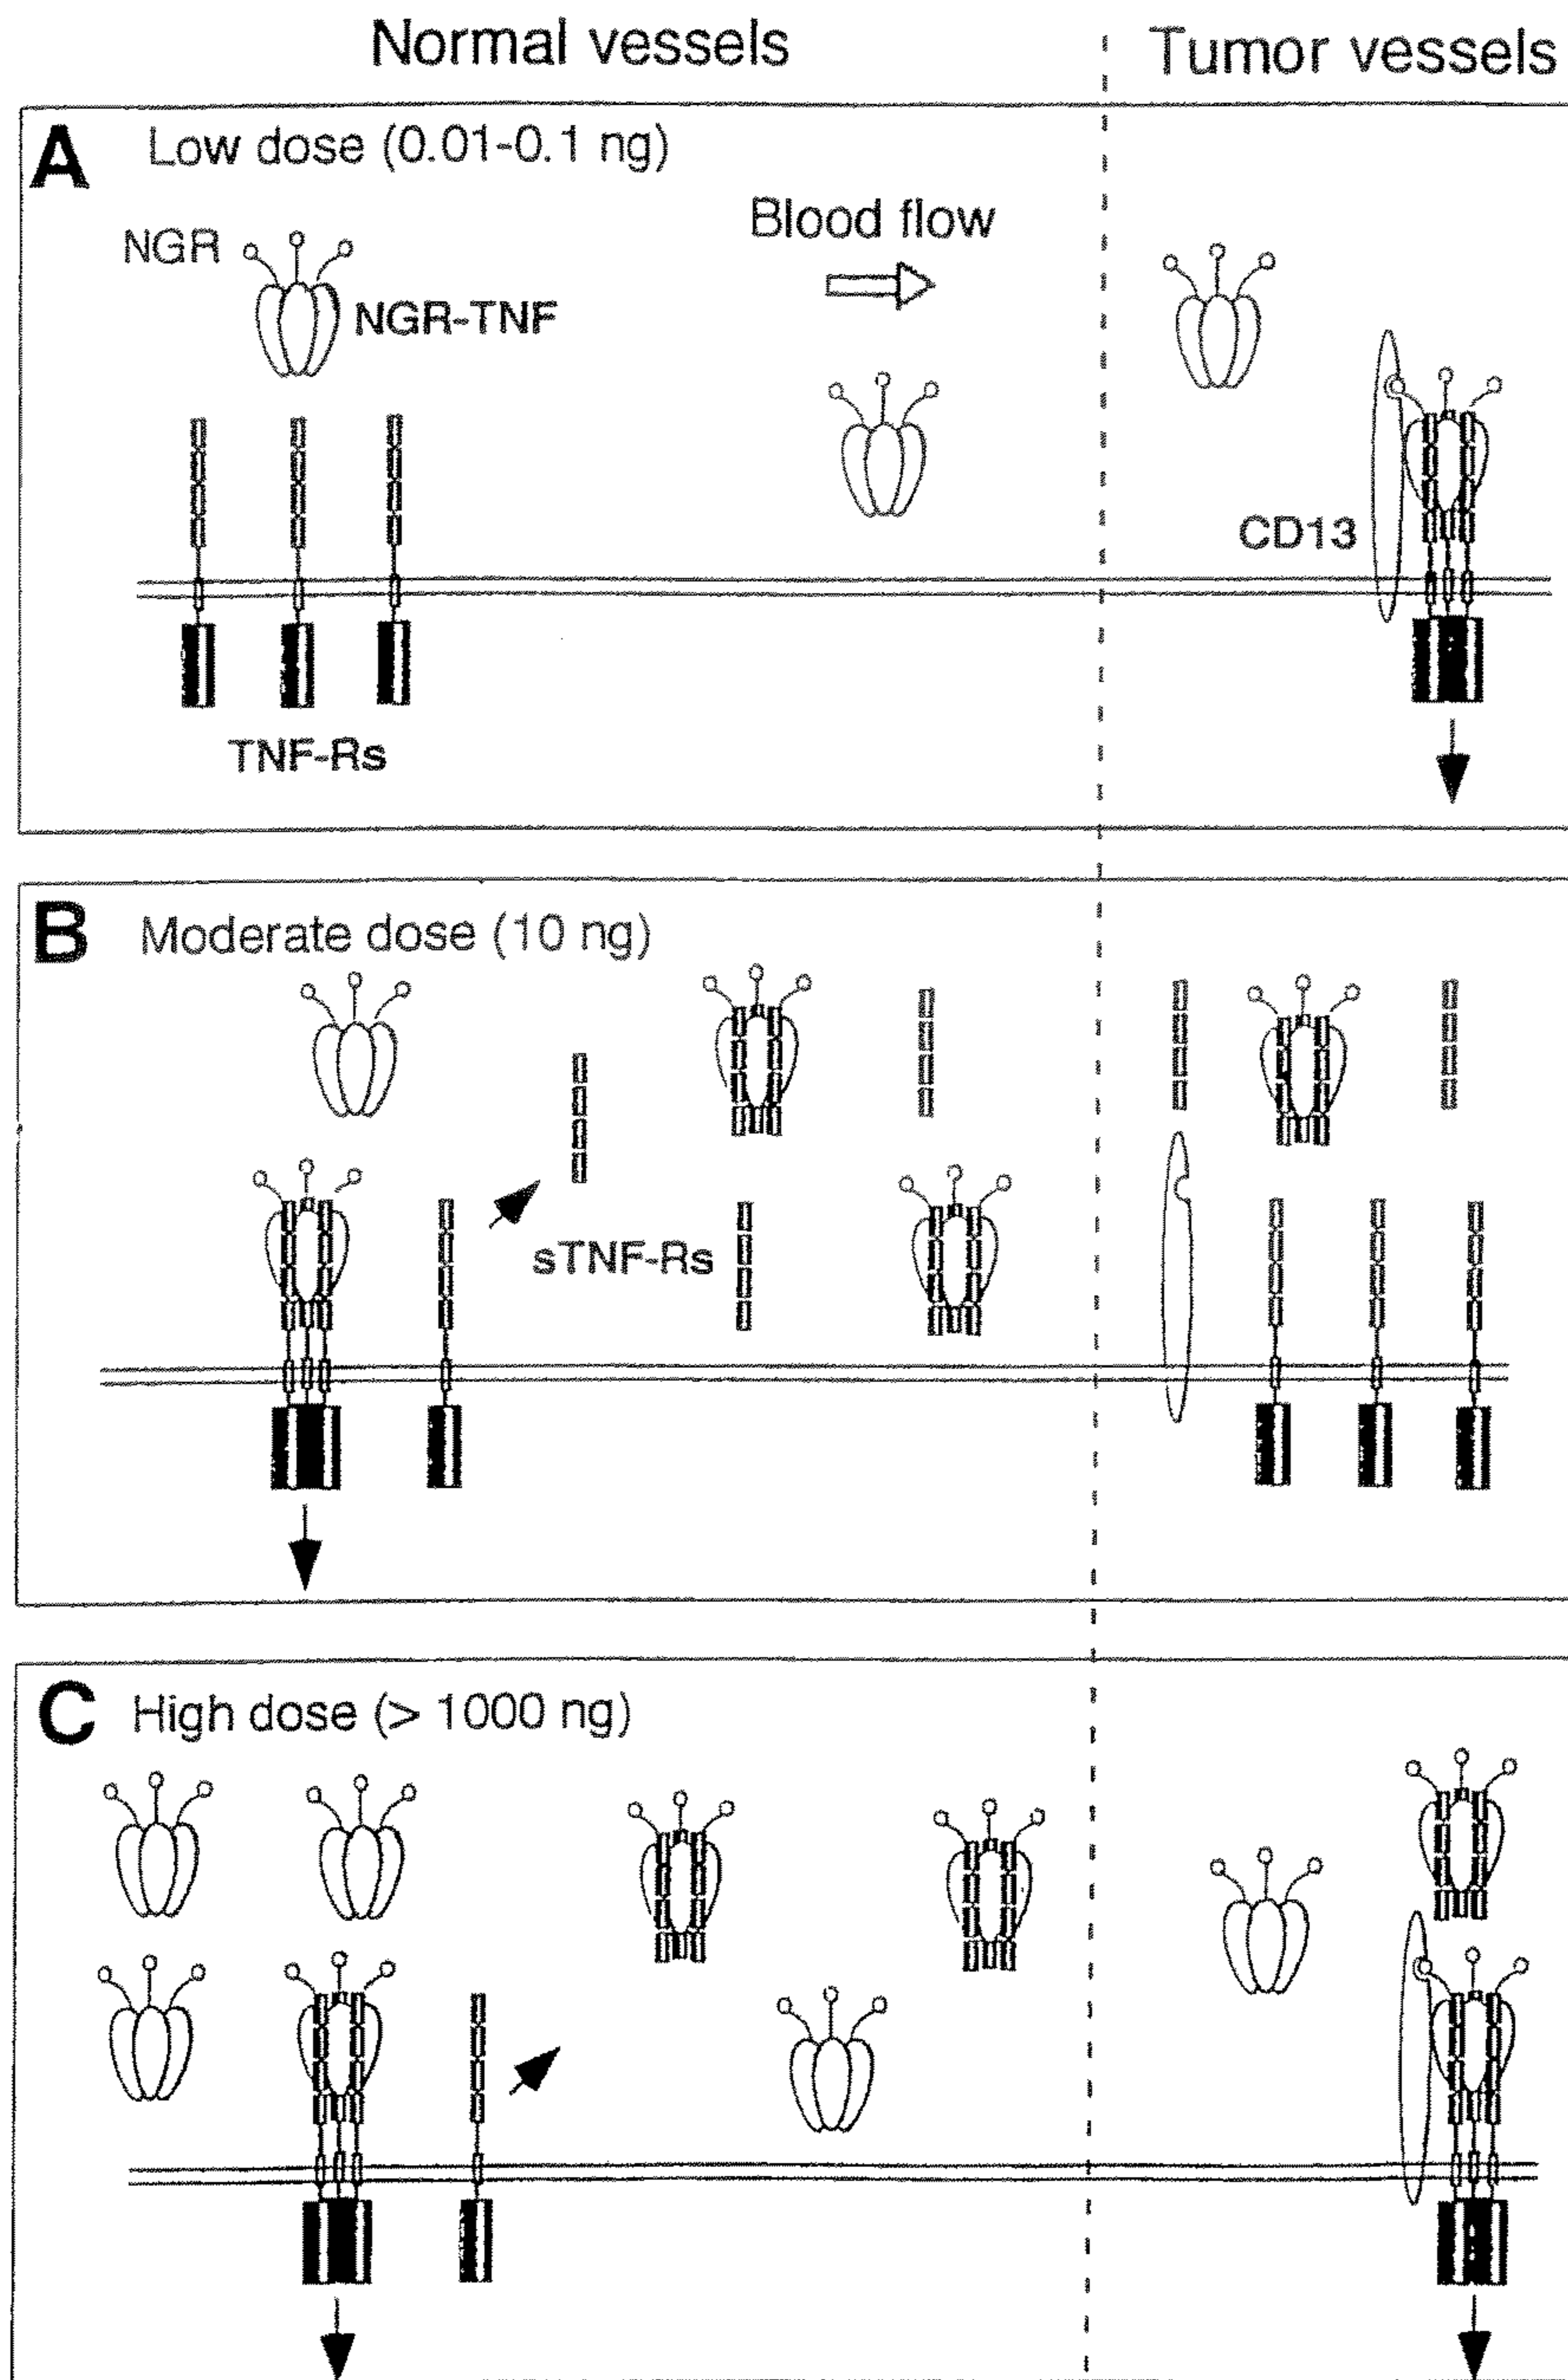 Normal vessels
Tumor vessels
A
Low dose (0.01-0.1 ng)
Blood flow
NGR
NGR-TNF
CD13
TNF-Rs
B
Moderate dose (10 ng)
sTNF-Rs
C
High dose (> 1000 ng)